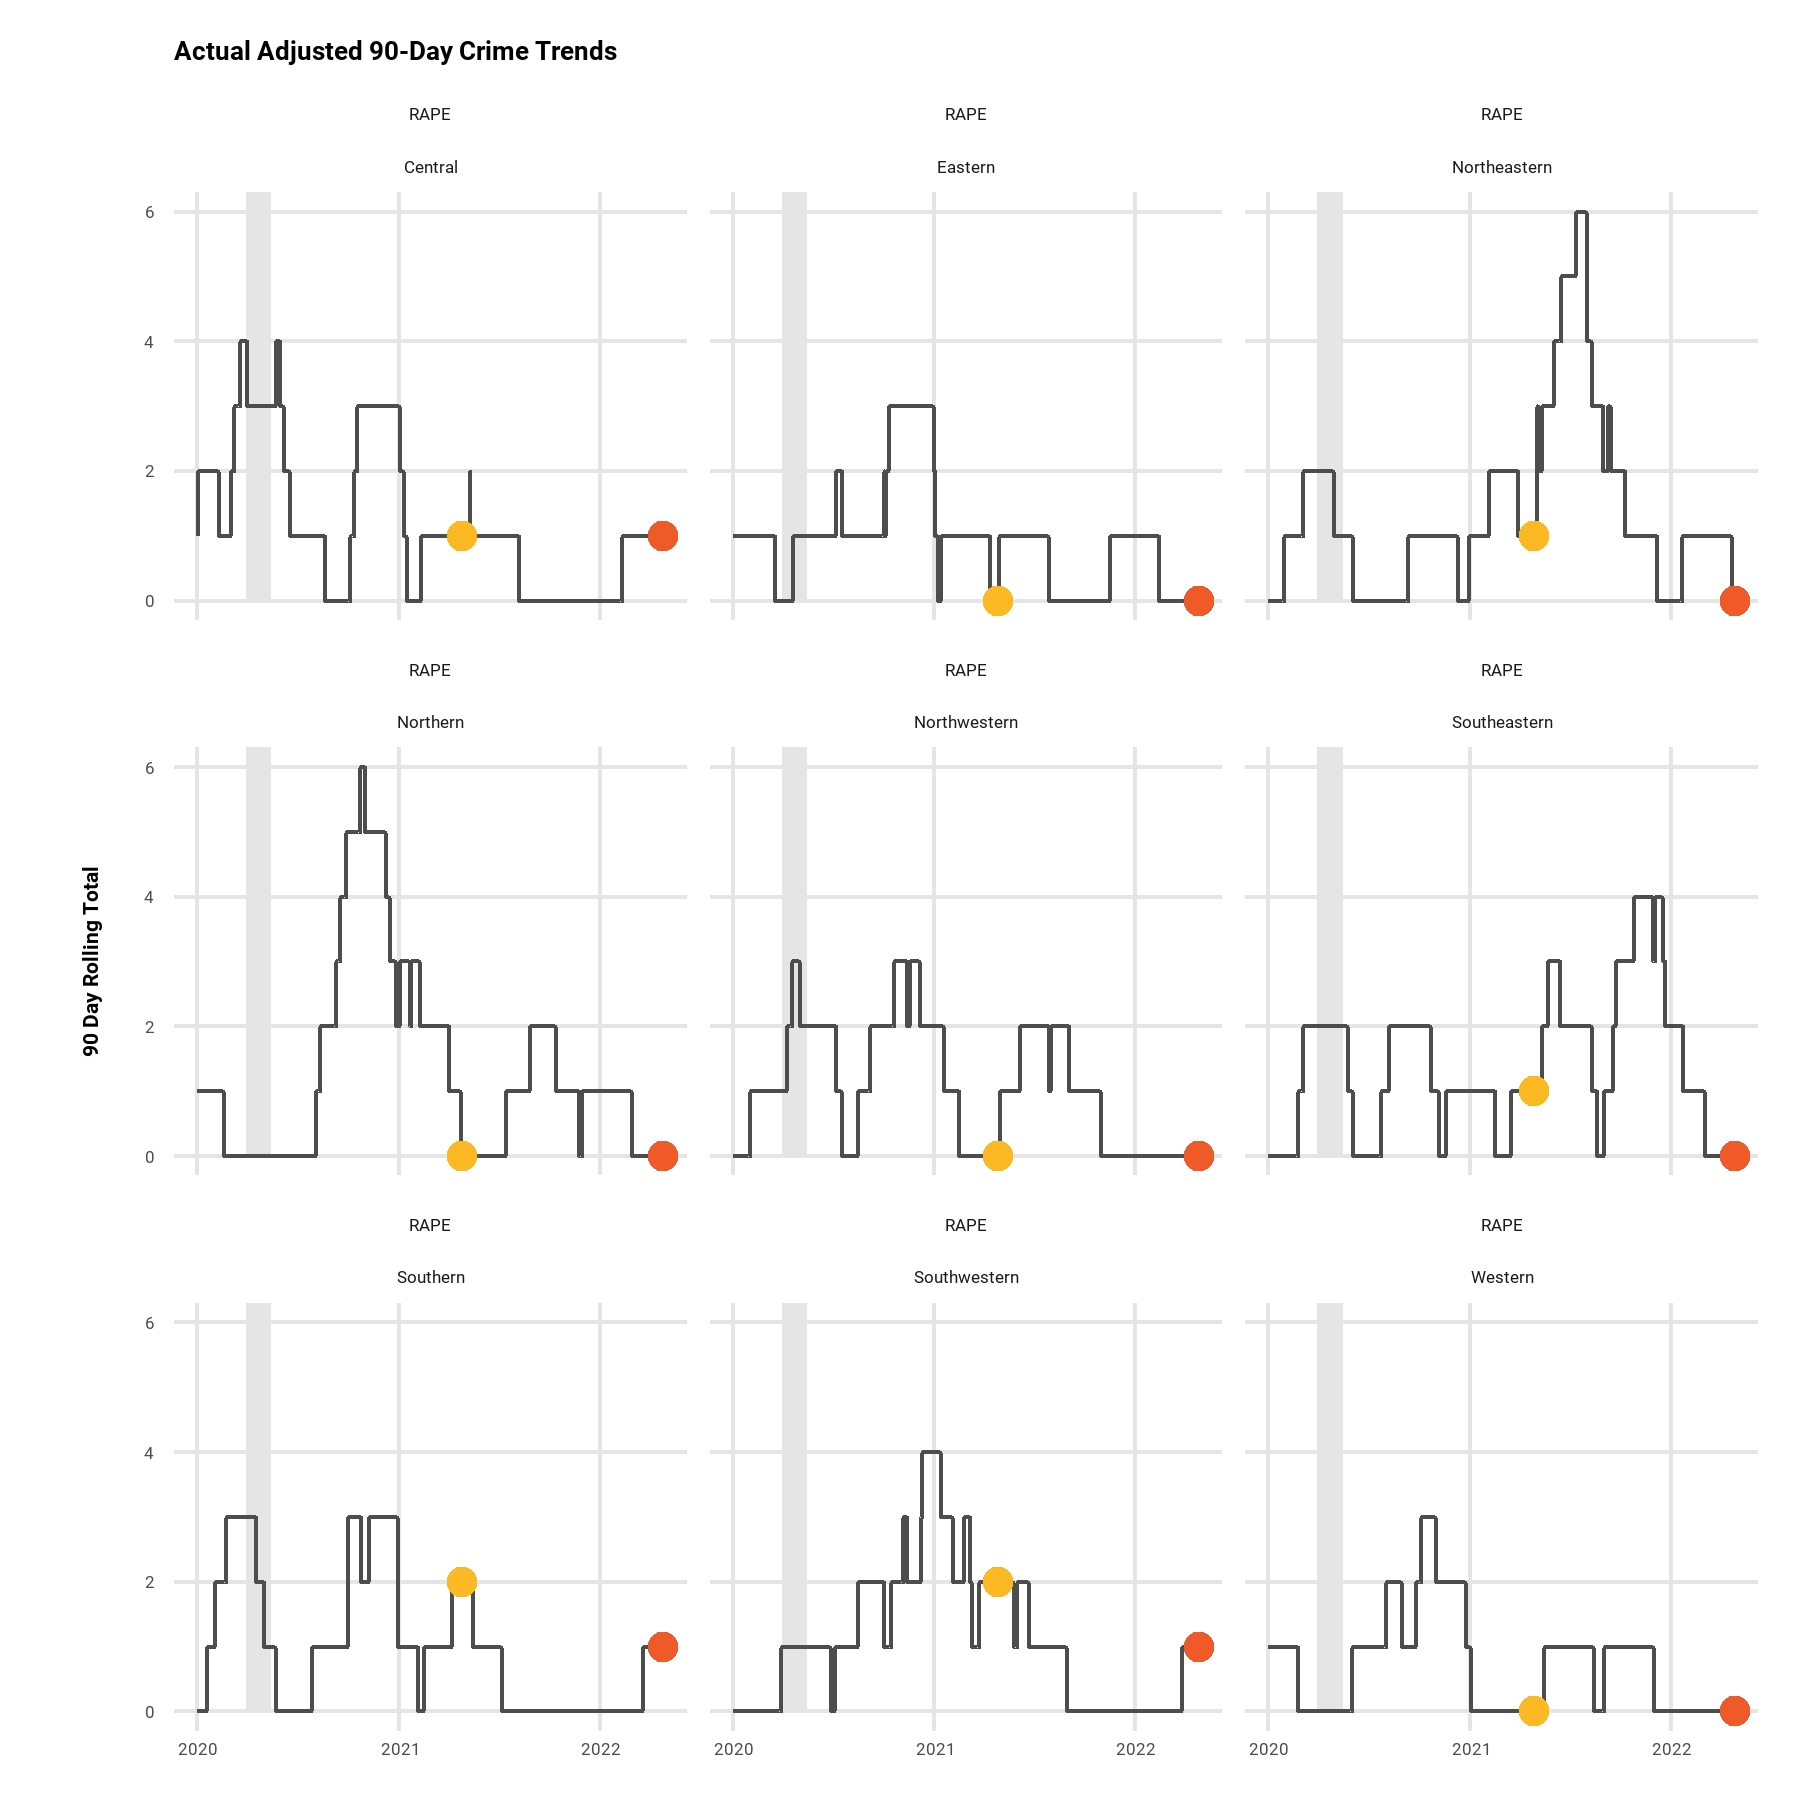 Actual Adjusted 90-Day Crime Trends
RAPE
RAPE
RAPE
Central
Eastern
Northeastern
6
4
2
0
RAPE
RAPE
RAPE
Northern
Northwestern
Southeastern
6
4
2
0
90 Day Rolling Total
RAPE
RAPE
RAPE
Southern
Southwestern
Western
6
4
2
0
2020
2021
2022
2020
2021
2022
2020
2021
2022